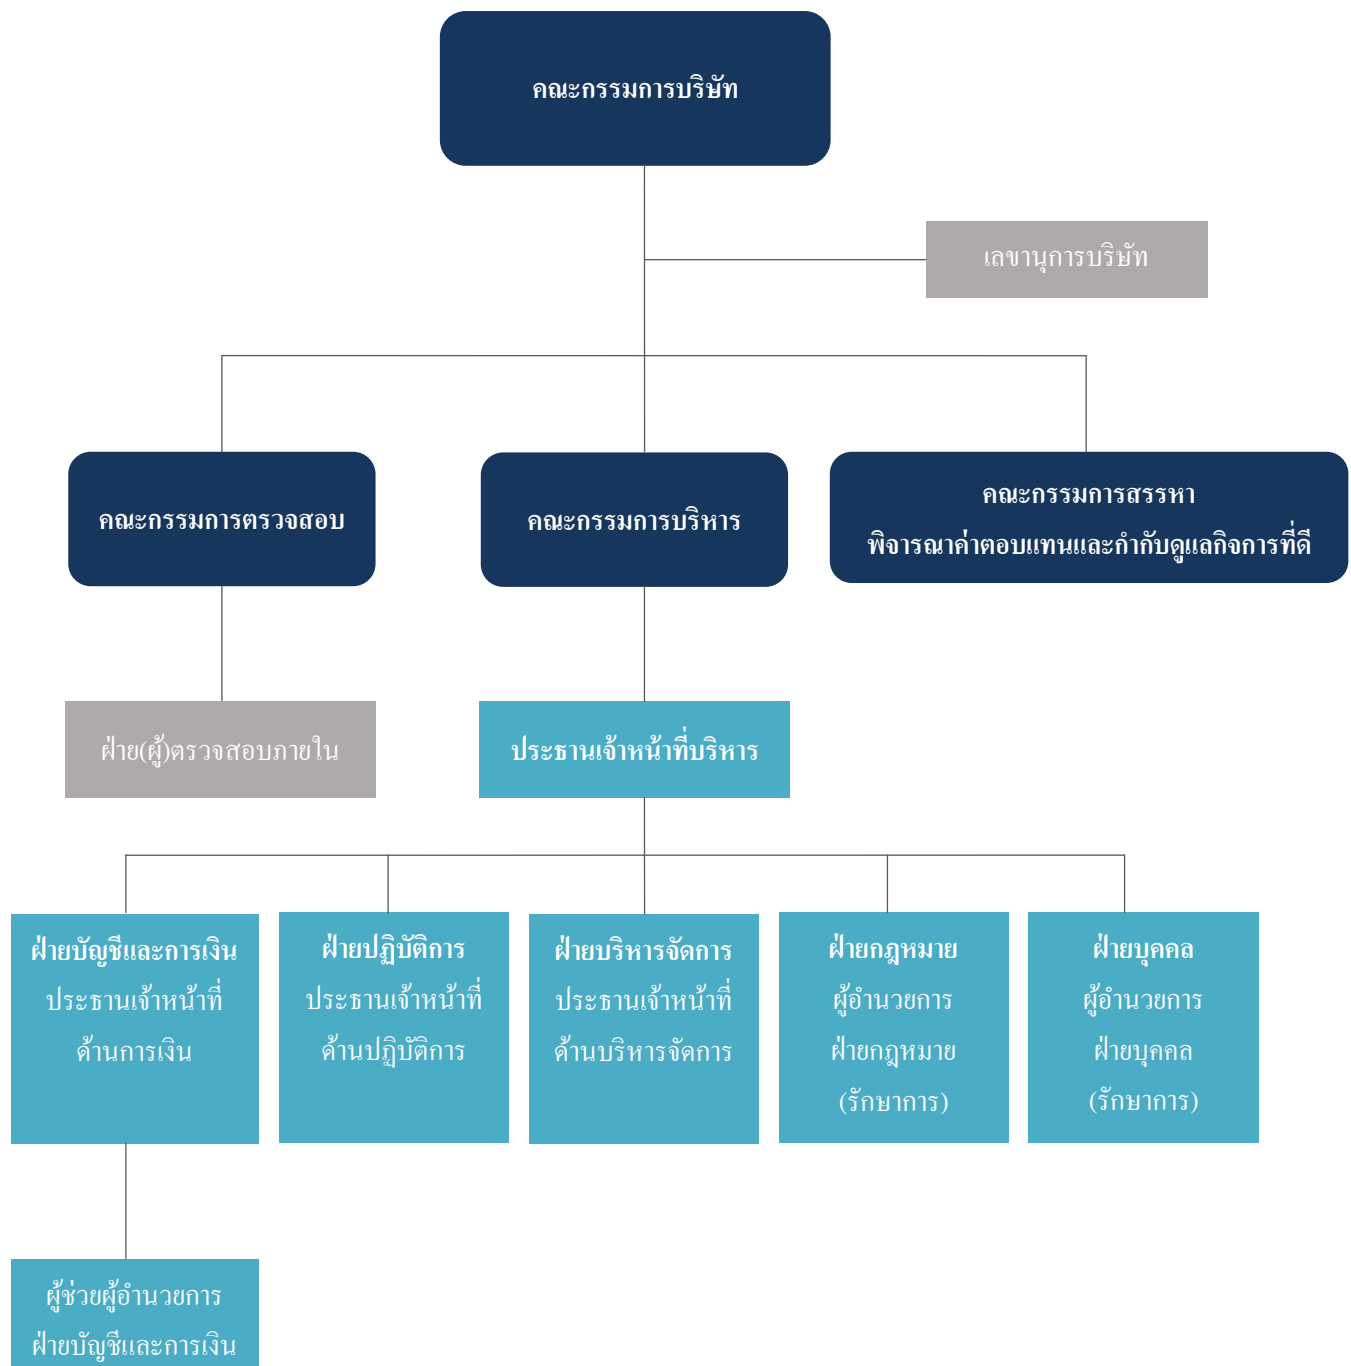 คณะกรรมการบริษัท
เลขานุการบริษัท
คณะกรรมการตรวจสอบ
คณะกรรมการบริหาร
คณะกรรมการสรรหา
พิจารณาค่าตอบแทนและกำกับดูแลกิจการที่ดี
ฝ่าย(ผู้)ตรวจสอบภายใน
ประธานเจ้าหน้าที่บริหาร
ฝ่ายบัญชีและการเงิน
ประธานเจ้าหน้าที่
ด้านการเงิน
ฝ่ายปฏิบัติการ
ประธานเจ้าหน้าที่
ด้านปฏิบัติการ
ฝ่ายบริหารจัดการ
ประธานเจ้าหน้าที่
ด้านบริหารจัดการ
ฝ่ายกฎหมาย
ผู้อำนวยการ
ฝ่ายกฎหมาย
(รักษาการ)
ฝ่ายบุคคล
ผู้อำนวยการ
ฝ่ายบุคคล
(รักษาการ)
ผู้ช่วยผู้อำนวยการ
ฝ่ายบัญชีและการเงิน